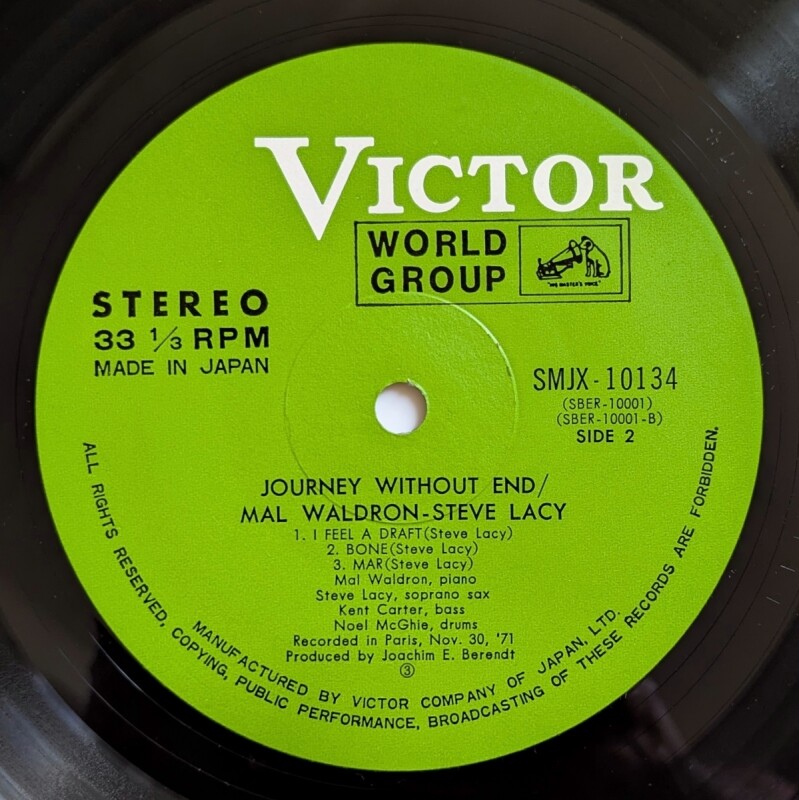 VICTOR
WORLD
GROUP
"HIS MASTER'S VOICE"
STEREO
33 1/3 RPM
MADE IN JAPAN
SMJX-10134
(SBER-10001)
(SBER-10001-B)
SIDE 2
JOURNEY WITHOUT END/
MAL WALDRON-STEVE LACY
1. I FEEL A DRAFT(Steve Lacy)
2. BONE(Steve Lacy)
3. MAR(Steve Lacy)
Mal Waldron, piano
Steve Lacy, soprano sax
Kent Carter, bass
Noel McGhie, drums
Recorded in Paris, Nov. 30, '71
Produced by Joachim E. Berendt
③
MANUFACTURED BY VICTOR COMPANY OF JAPAN, LTD.
ALL RIGHTS RESERVED, COPYING, PUBLIC PERFORMANCE, BROADCASTING OF THESE RECORDS ARE FORBIDDEN.